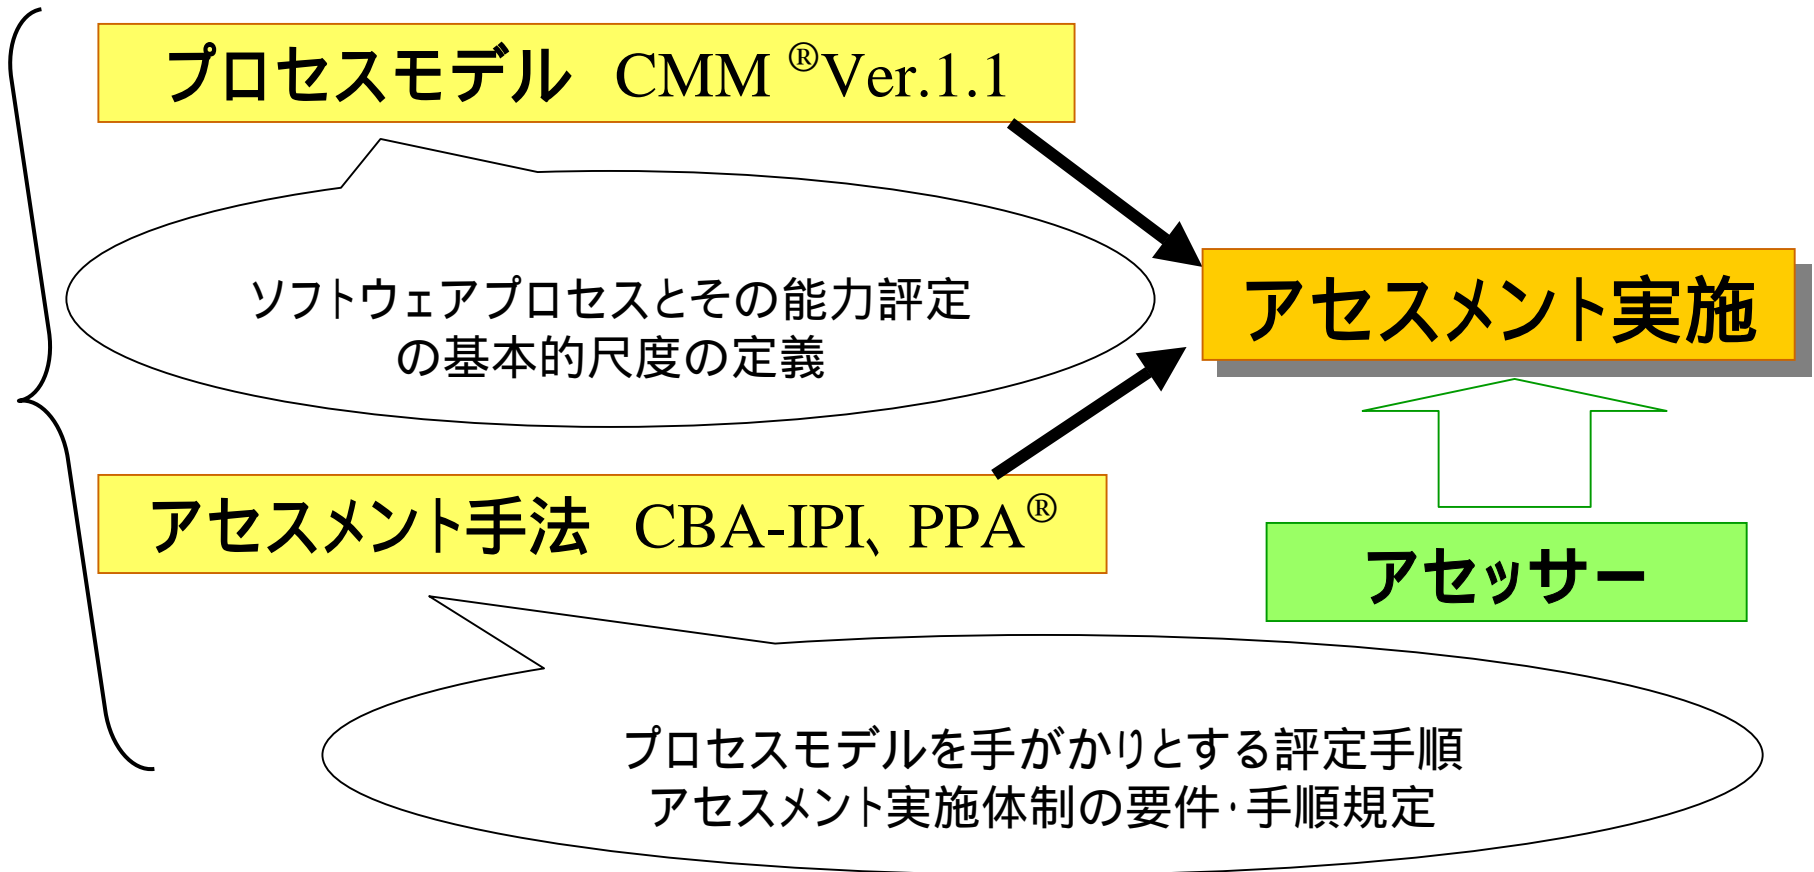 プロセスモデル CMM ®Ver.1.1
ソフトウェアプロセスとその能力評定
の基本的尺度の定義
アセスメント実施
アセスメント手法 CBA-IPI、PPA®
アセッサー
プロセスモデルを手がかりとする評定手順
アセスメント実施体制の要件・手順規定